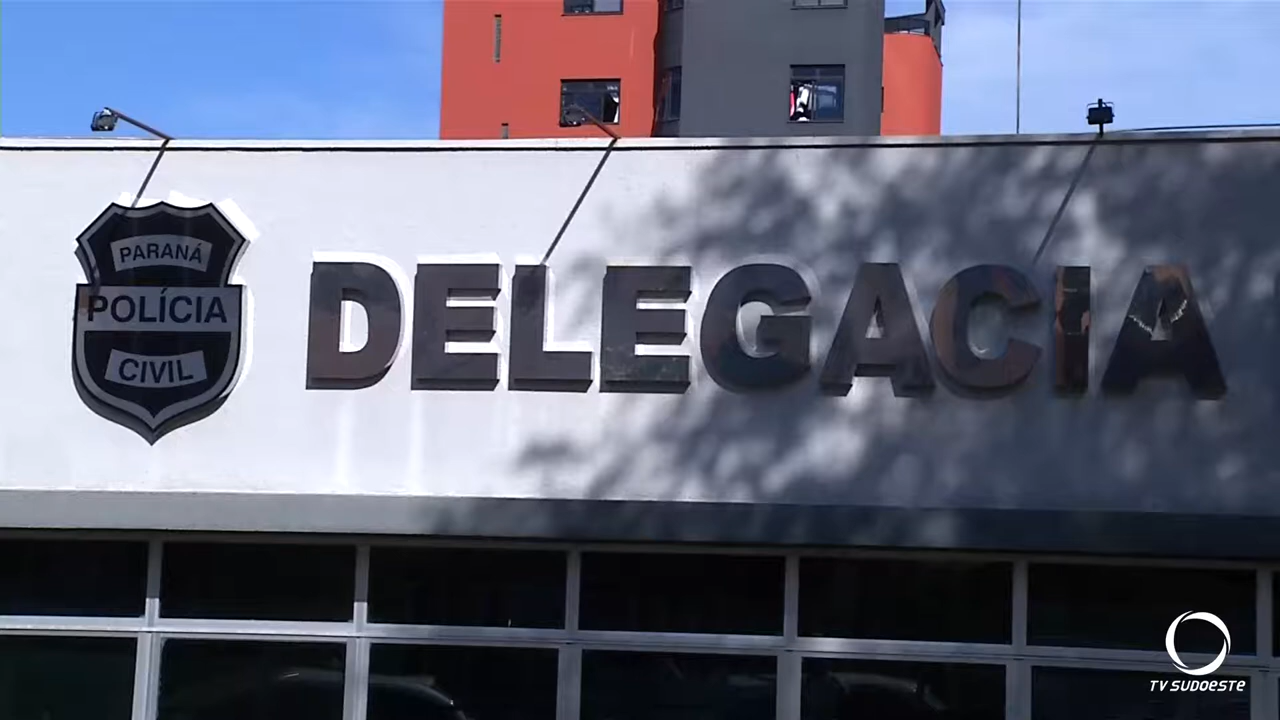 PARANÁ
POLÍCIA
CIVIL
DELEGACIA
TV SUDOESTE